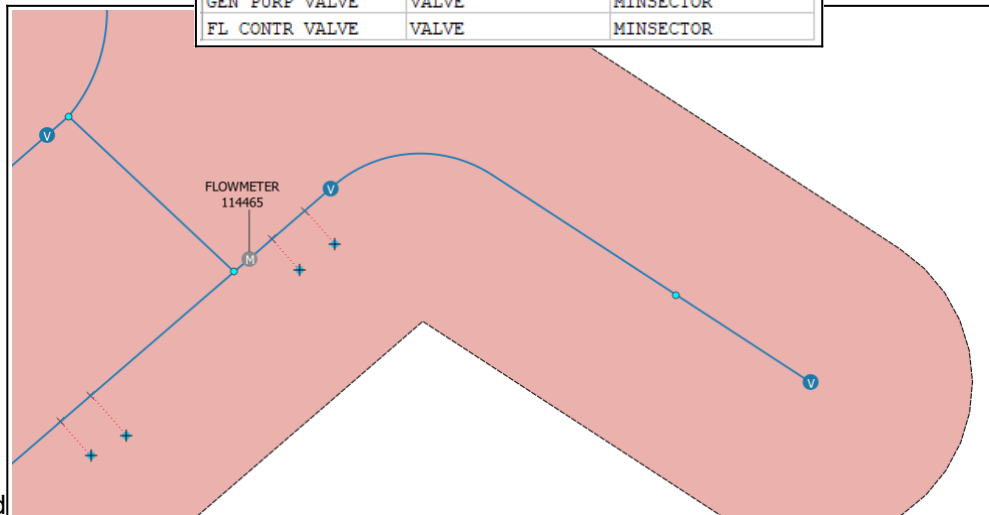 GEN PURP VALVE VALVE MINSECTOR
FL CONTR VALVE VALVE MINSECTOR
V
FLOWMETER
114465
V
M
V
d